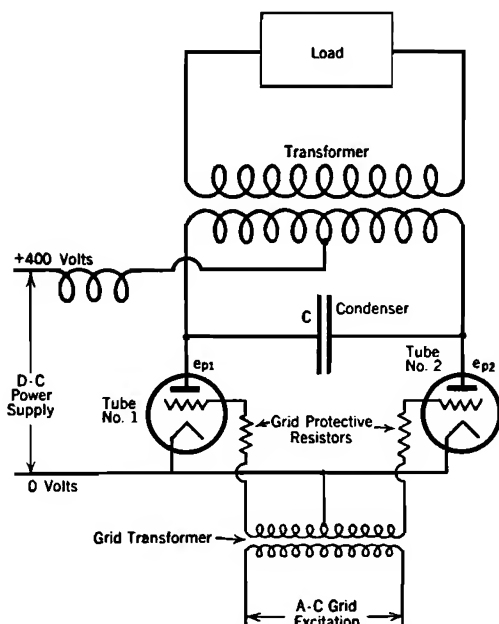 Load
Transformer
+400 Volts
C
Condenser
ep1
Tube
No. 2
ep2
D-C
Power
Supply
Tube
No. 1
Grid Protective
Resistors
0 Volts
Grid Transformer
A-C Grid
Excitation